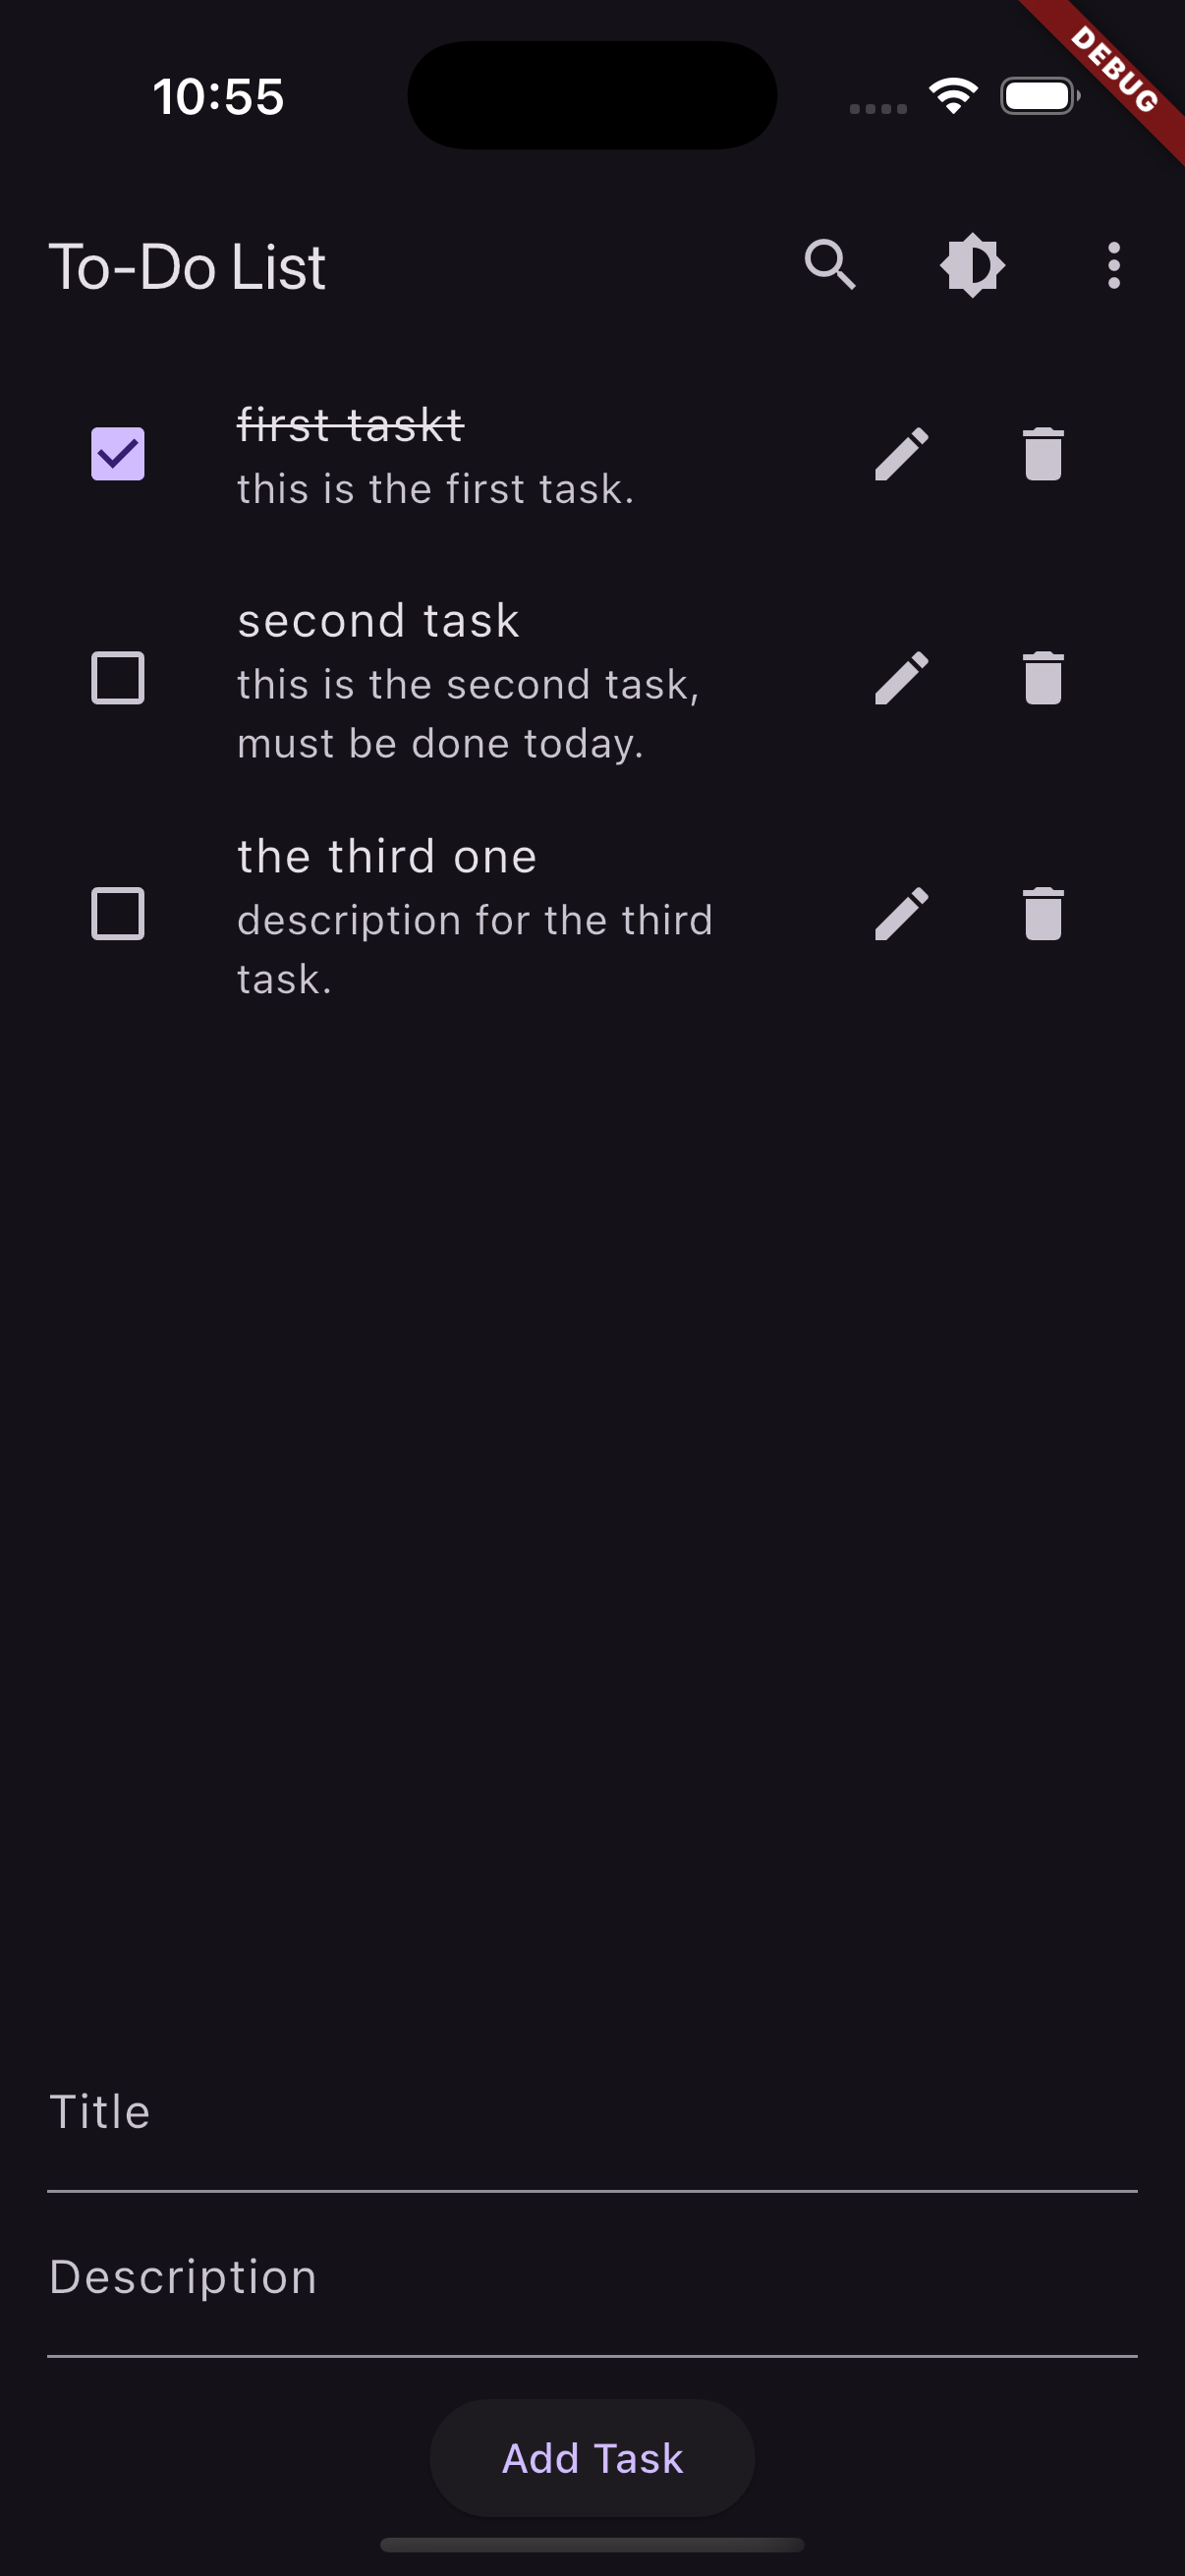 10:55
DEBUG
To-Do List
first taskt
this is the first task.
second task
this is the second task,
must be done today.
the third one
description for the third
task.
Title
Description
Add Task